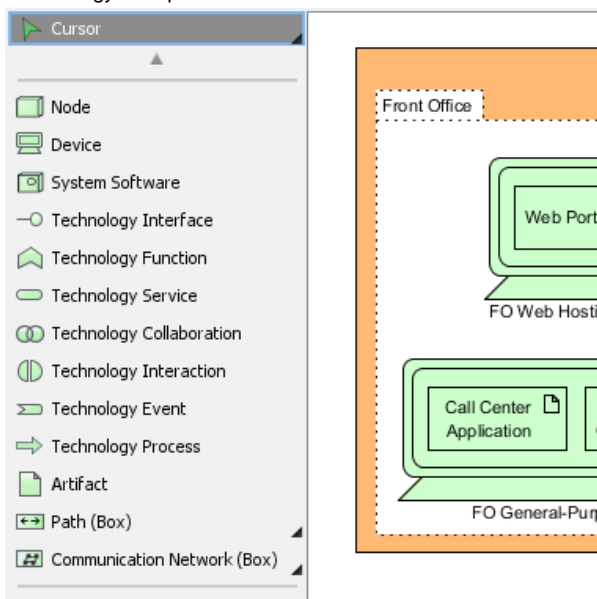 Cursor
Node
Device
System Software
Technology Interface
Technology Function
Technology Service
Technology Collaboration
Technology Interaction
Technology Event
Technology Process
Artifact
Path (Box)
Communication Network (Box)
Front Office
Web Port
FO Web Hosti
Call Center
Application
FO General-Purp